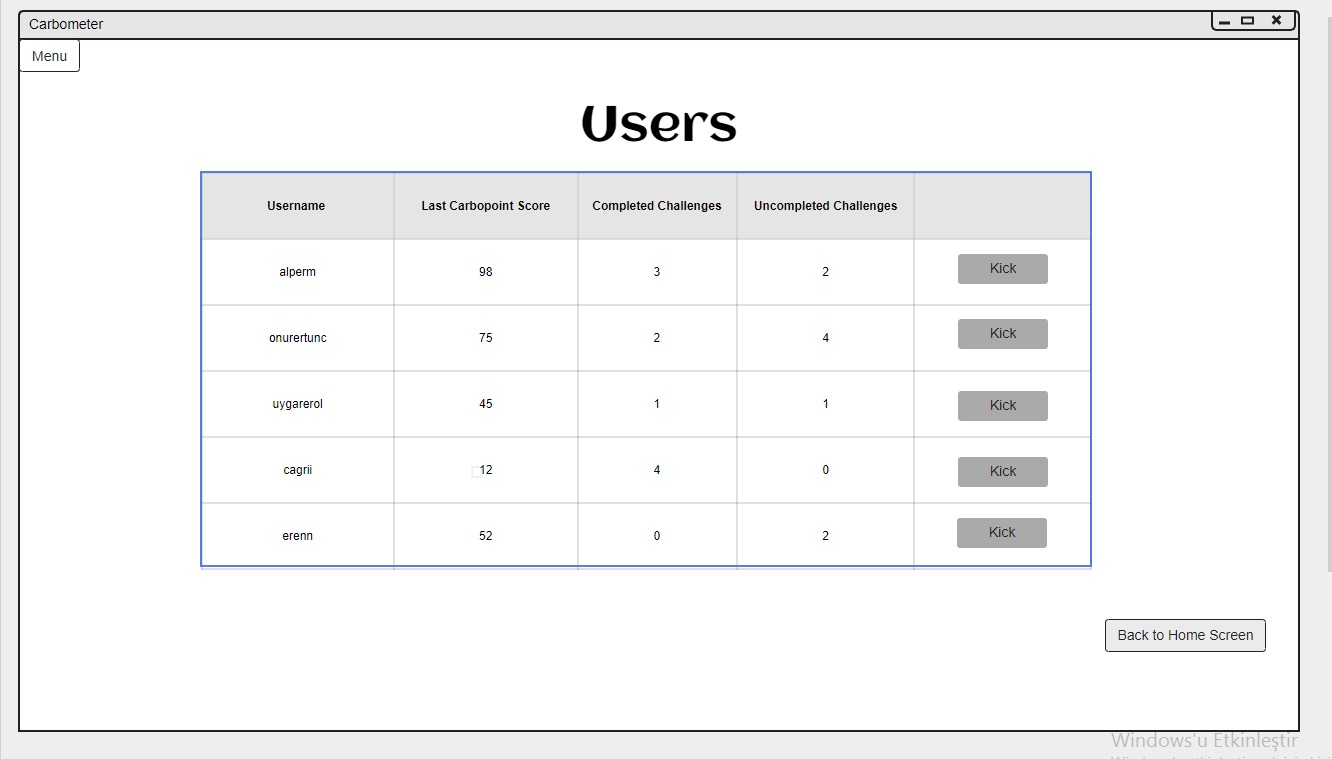 Carbometer
Menu
Users
Username Last Carbopoint Score Completed Challenges Uncompleted Challenges
alperm 98 3 2 Kick
onurertunc 75 2 4 Kick
uygarerol 45 1 1 Kick
cagrii 12 4 0 Kick
erenn 52 0 2 Kick
Back to Home Screen
Windows'u Etkinleştir